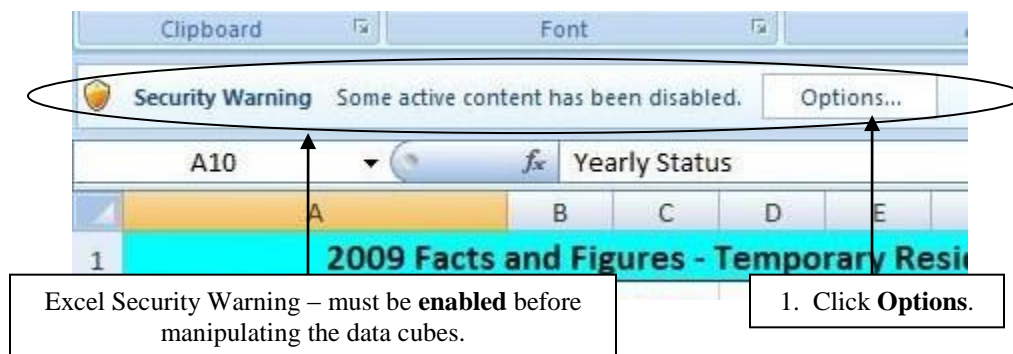 Clipboard Font
Security Warning Some active content has been disabled. Options...
A10 fx Yearly Status
A B C D E
1 2009 Facts and Figures - Temporary
Excel Security Warning – must be enabled before
manipulating the data cubes.
1. Click Options.